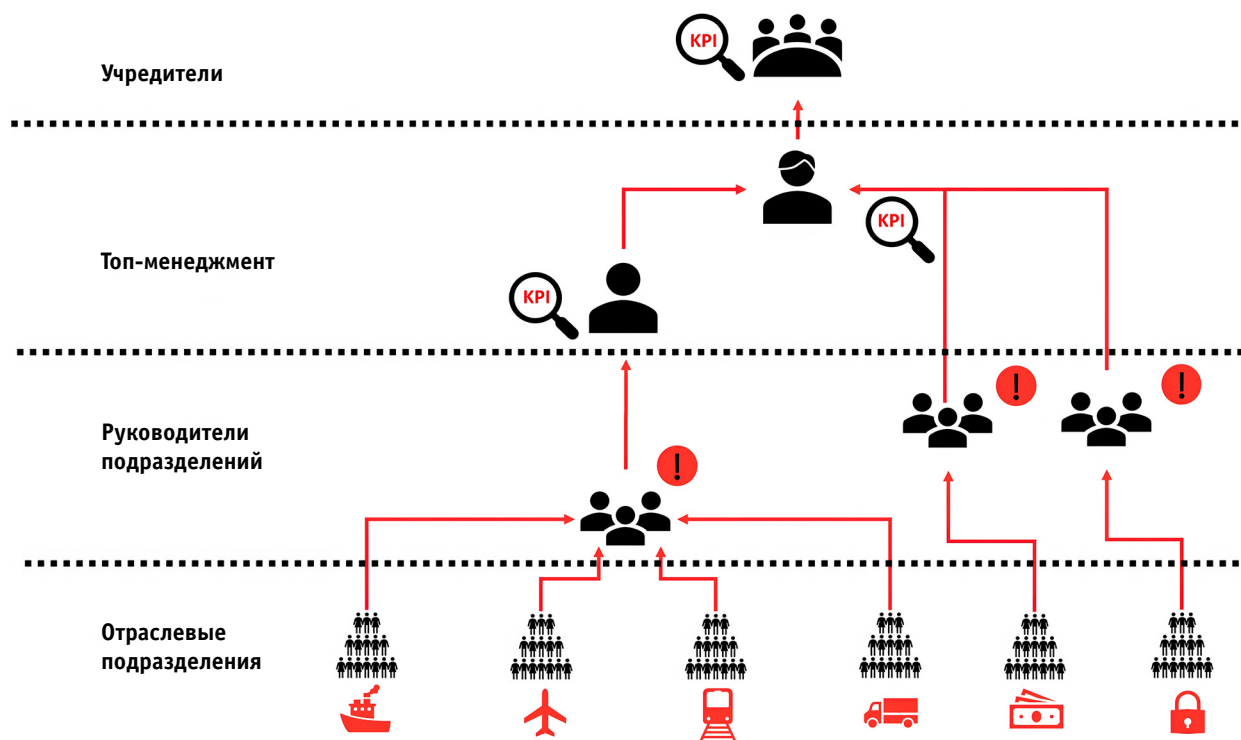 KPI
Учредители
KPI
Топ-менеджмент
KPI
!
!
Руководители
подразделений
!
Отраслевые
подразделения